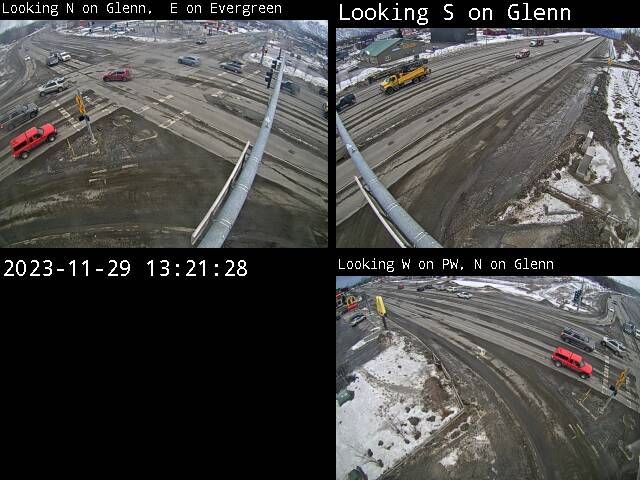 Looking N on Glenn,  E on Evergreen
Looking S on Glenn
2023-11-29 13:21:28
Looking W on PW, N on Glenn